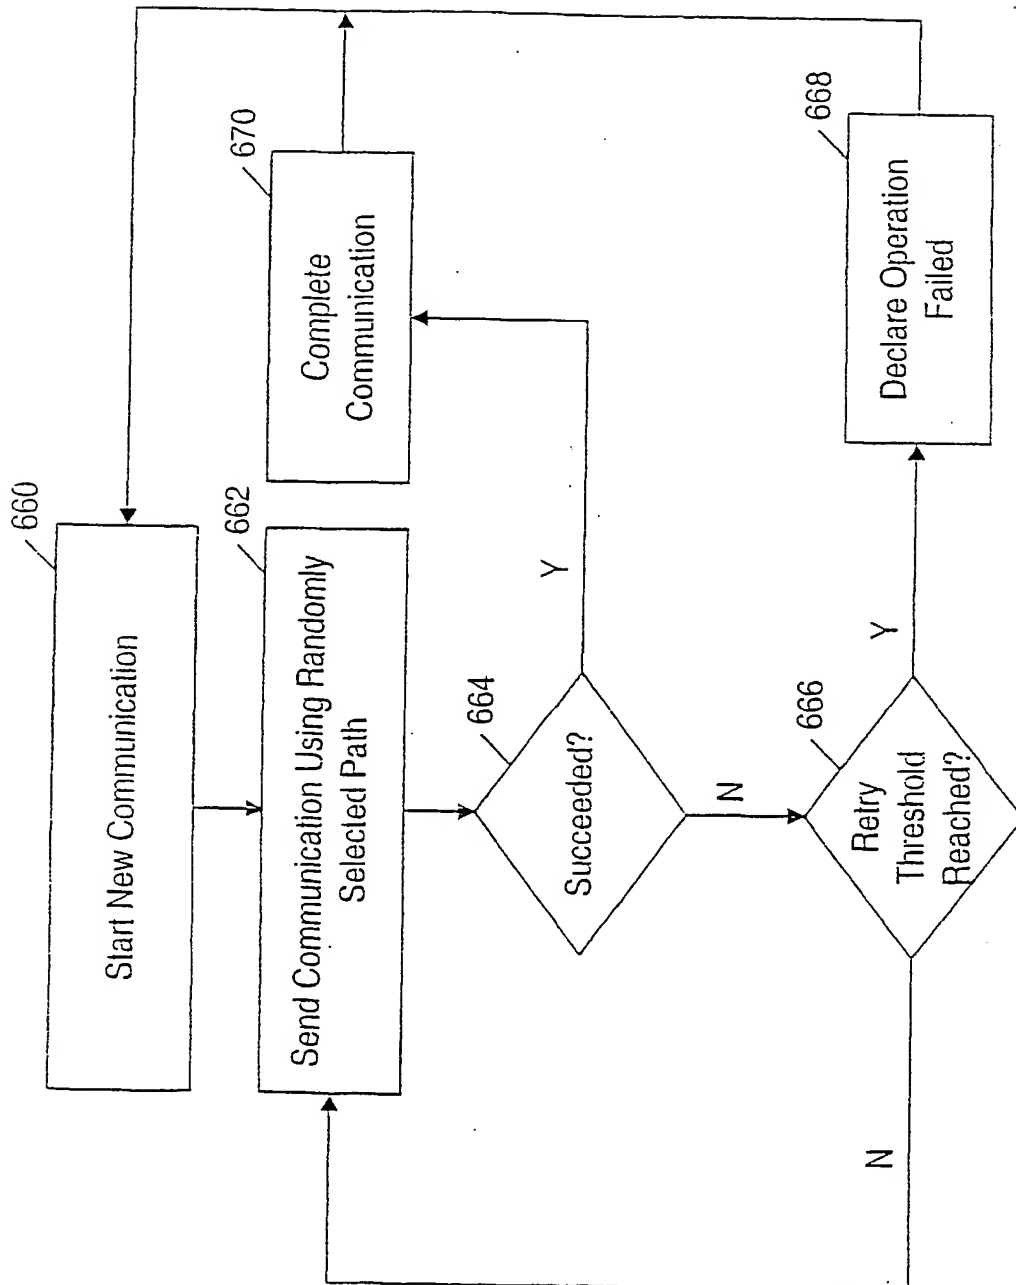 660
Start New Communication
662
Send Communication Using Randomly
Selected Path
670
Complete
Communication
664
Succeeded?
Y
N
666
Retry
Threshold
Reached?
Y
N
668
Declare Operation
Failed